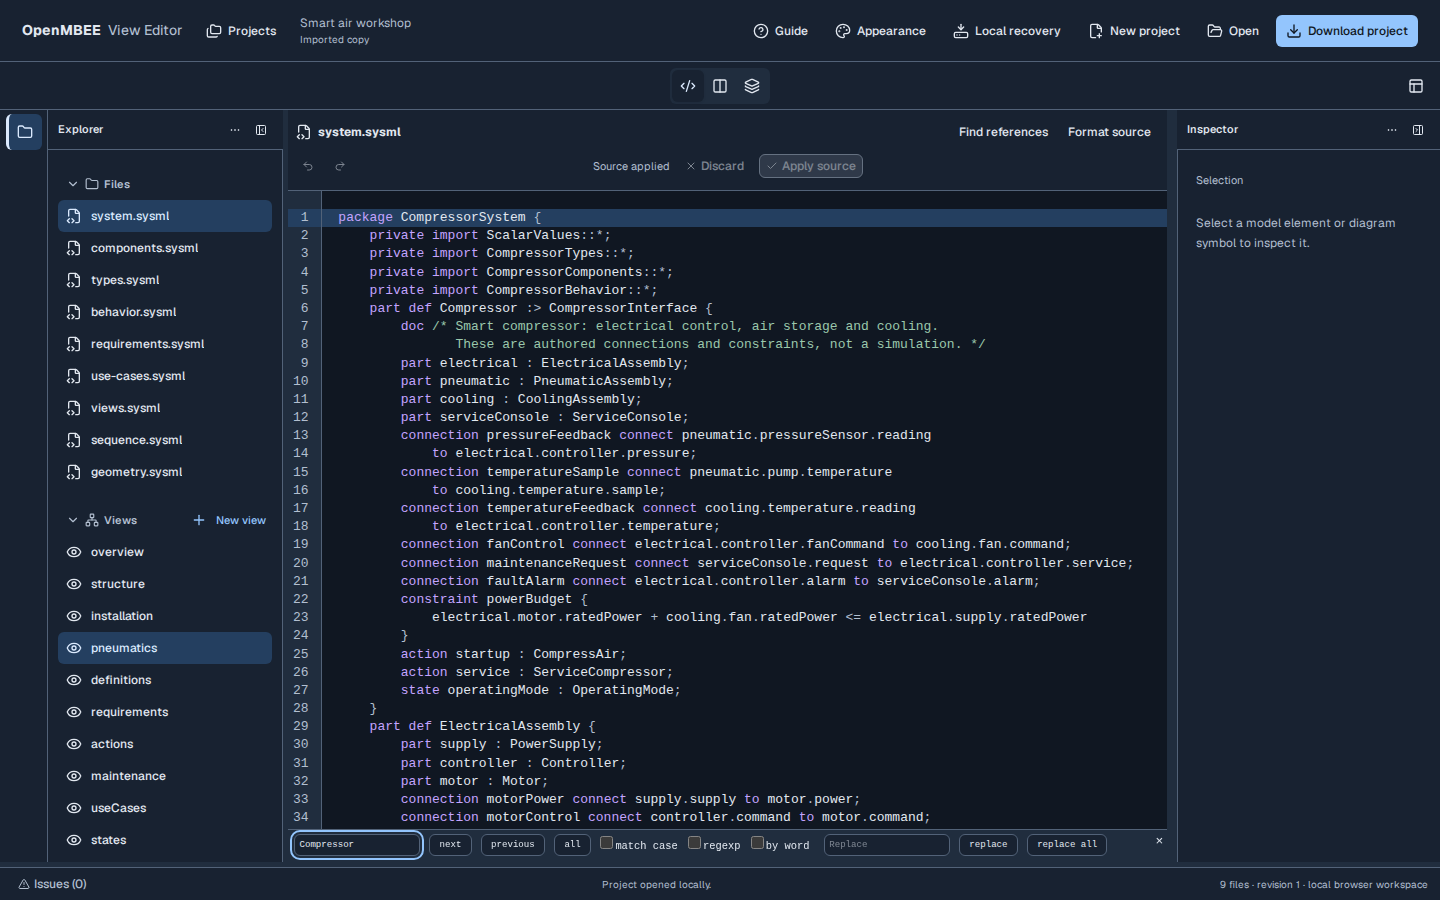 OpenMBEE View Editor
Projects
Smart air workshop
Imported copy
Guide
Appearance
Local recovery
New project
Open
Download project
Explorer
Files
system.sysml
components.sysml
types.sysml
behavior.sysml
requirements.sysml
use-cases.sysml
views.sysml
sequence.sysml
geometry.sysml
Views
New view
overview
structure
installation
pneumatics
definitions
requirements
actions
maintenance
useCases
states
system.sysml
Find references
Format source
Source applied
Discard
Apply source
1 package CompressorSystem {
2     private import ScalarValues::*;
3     private import CompressorTypes::*;
4     private import CompressorComponents::*;
5     private import CompressorBehavior::*;
6     part def Compressor :> CompressorInterface {
7         doc /* Smart compressor: electrical control, air storage and cooling.
8                These are authored connections and constraints, not a simulation. */
9         part electrical : ElectricalAssembly;
10         part pneumatic : PneumaticAssembly;
11         part cooling : CoolingAssembly;
12         part serviceConsole : ServiceConsole;
13         connection pressureFeedback connect pneumatic.pressureSensor.reading
14             to electrical.controller.pressure;
15         connection temperatureSample connect pneumatic.pump.temperature
16             to cooling.temperature.sample;
17         connection temperatureFeedback connect cooling.temperature.reading
18             to electrical.controller.temperature;
19         connection fanControl connect electrical.controller.fanCommand to cooling.fan.command;
20         connection maintenanceRequest connect serviceConsole.request to electrical.controller.service;
21         connection faultAlarm connect electrical.controller.alarm to serviceConsole.alarm;
22         constraint powerBudget {
23             electrical.motor.ratedPower + cooling.fan.ratedPower <= electrical.supply.ratedPower
24         }
25         action startup : CompressAir;
26         action service : ServiceCompressor;
27         state operatingMode : OperatingMode;
28     }
29     part def ElectricalAssembly {
30         part supply : PowerSupply;
31         part controller : Controller;
32         part motor : Motor;
33         connection motorPower connect supply.supply to motor.power;
34         connection motorControl connect controller.command to motor.command;
Compressor
next
previous
all
match case
regexp
by word
Replace
replace
replace all
×
Inspector
Selection
Select a model element or diagram
symbol to inspect it.
Issues (0)
Project opened locally.
9 files · revision 1 · local browser workspace